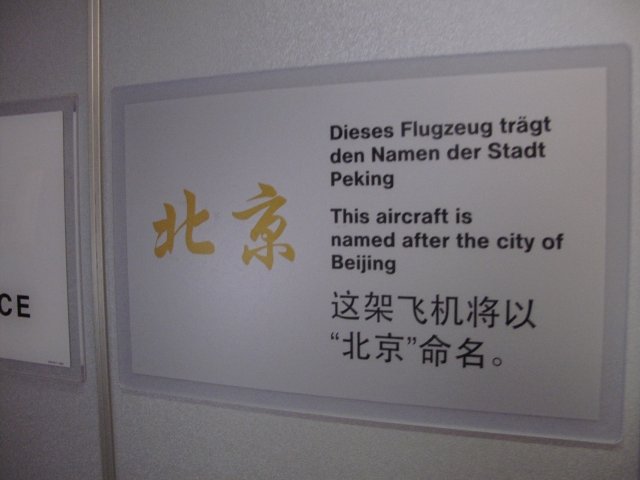 CE
北京
Dieses Flugzeug trägt
den Namen der Stadt
Peking
This aircraft is
named after the city of
Beijing
这架飞机将以
“北京”命名。